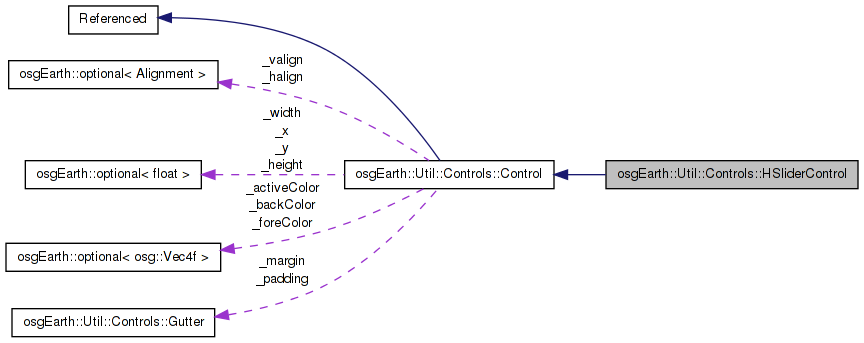 Referenced
_valign
_halign
osgEarth::optional< Alignment >
_width
_x
_y
_height
osgEarth::optional< float >
osgEarth::Util::Controls::Control
osgEarth::Util::Controls::HSliderControl
_activeColor
_backColor
_foreColor
osgEarth::optional< osg::Vec4f >
_margin
_padding
osgEarth::Util::Controls::Gutter